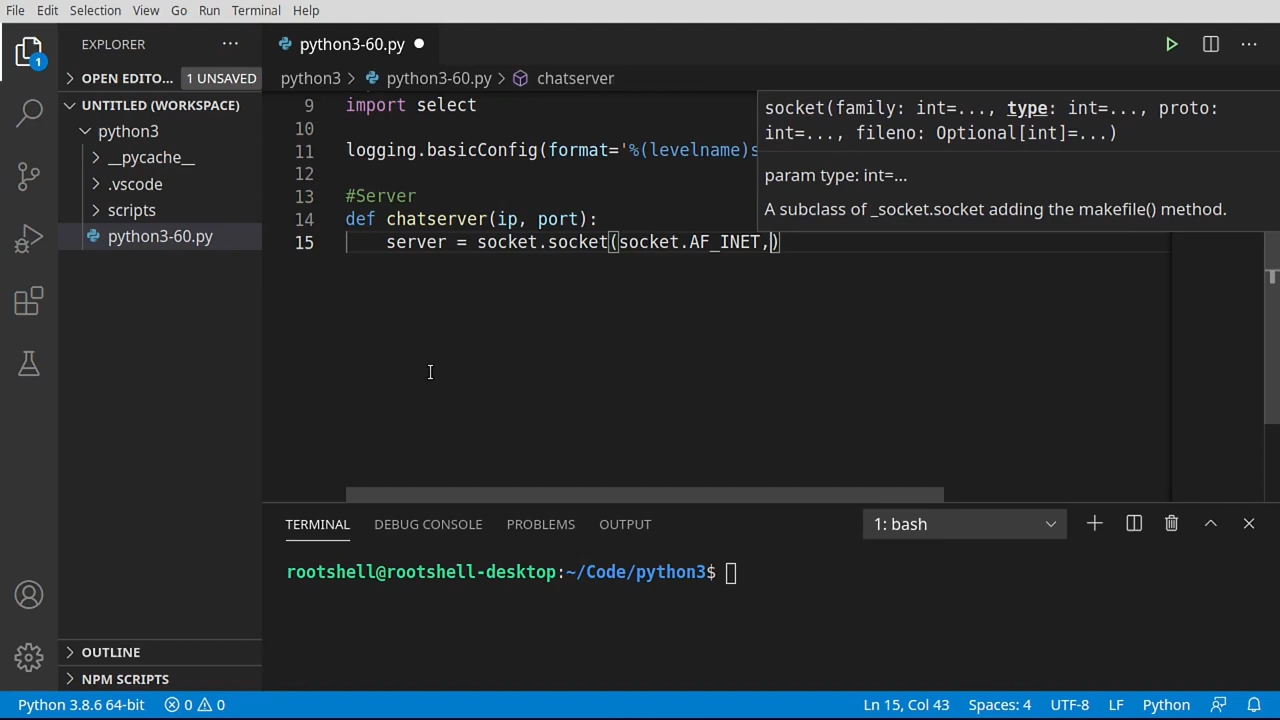 File Edit Selection View Go Run Terminal Help
EXPLORER
python3-60.py
1
OPEN EDITO... 1 UNSAVED
python3 > python3-60.py > chatserver
UNTITLED (WORKSPACE)
python3
__pycache__
.vscode
scripts
python3-60.py
9 import select
10
11 logging.basicConfig(format='%(levelname)s
12
13 #Server
14 def chatserver(ip, port):
15 server = socket.socket(socket.AF_INET,)
socket(family: int=..., type: int=..., proto:
int=..., fileno: Optional[int]=...)
param type: int=...
A subclass of _socket.socket adding the makefile() method.
TERMINAL DEBUG CONSOLE PROBLEMS OUTPUT 1: bash
rootshell@rootshell-desktop:~/Code/python3$
OUTLINE
NPM SCRIPTS
Python 3.8.6 64-bit 0 0 Ln 15, Col 43 Spaces: 4 UTF-8 LF Python